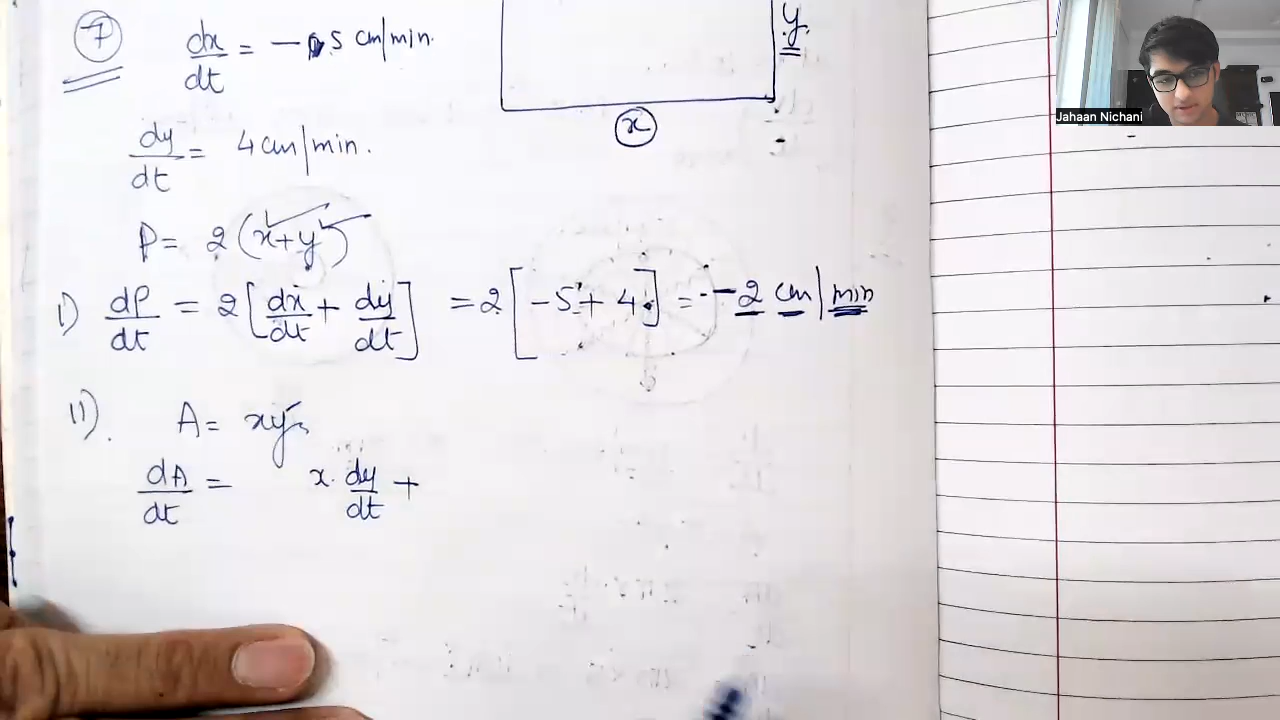 7 dx/dt = - 5 cm/min.
y
x
dy/dt = 4 cm/min.
P = 2(x+y)
I) dP/dt = 2[dx/dt + dy/dt] = 2[-5 + 4] = -2 cm/min
II). A = xy
dA/dt = x. dy/dt +
Jahaan Nichani